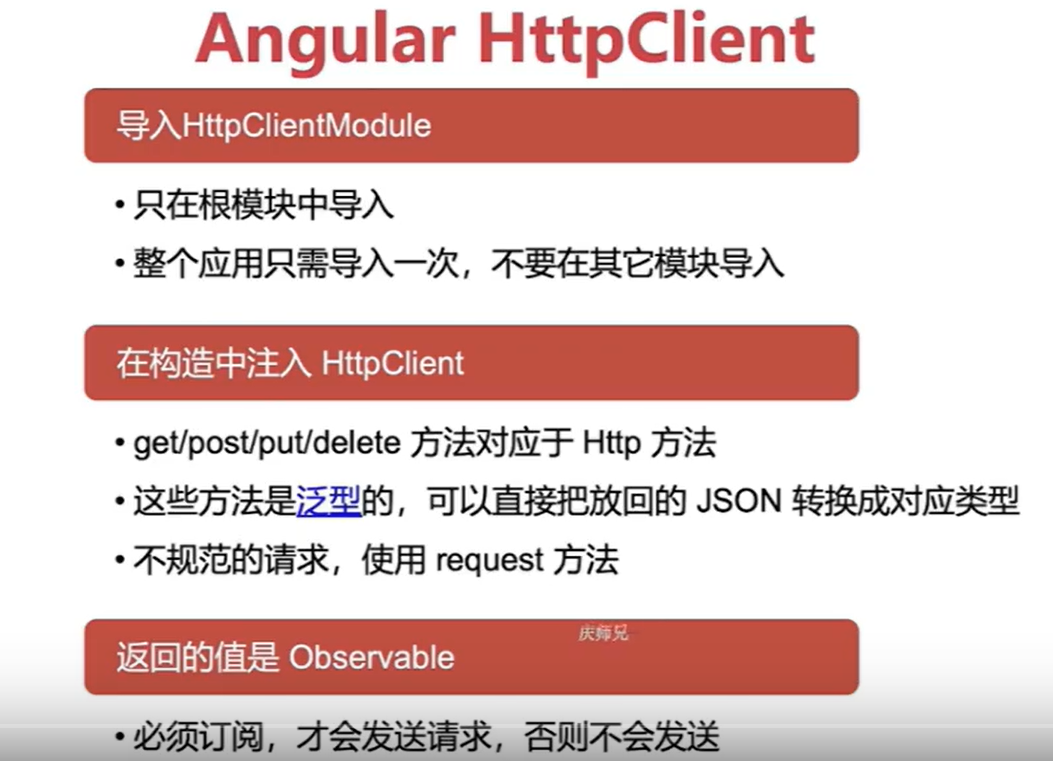 Angular HttpClient
导入HttpClientModule
• 只在根模块中导入
• 整个应用只需导入一次，不要在其它模块导入
在构造中注入 HttpClient
• get/post/put/delete 方法对应于 Http 方法
• 这些方法是泛型的，可以直接把放回的 JSON 转换成对应类型
• 不规范的请求，使用 request 方法
庆师兄
返回的值是 Observable
• 必须订阅，才会发送请求，否则不会发送